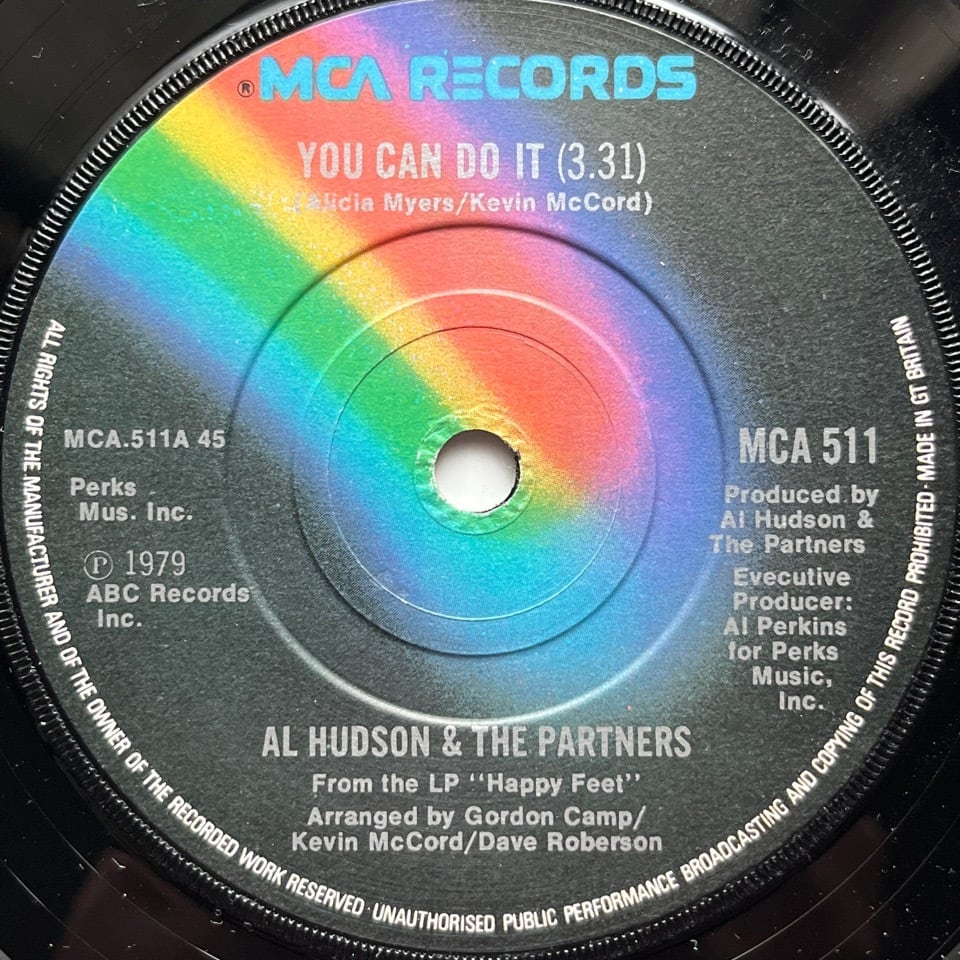 ® MCA RECORDS
YOU CAN DO IT (3.31)
(Alicia Myers/Kevin McCord)
MCA.511A 45
Perks
Mus. Inc.
℗ 1979
ABC Records
Inc.
MCA 511
Produced by
Al Hudson &
The Partners
Executive
Producer:
Al Perkins
for Perks
Music,
Inc.
AL HUDSON & THE PARTNERS
From the LP ‘‘Happy Feet’’
Arranged by Gordon Camp/
Kevin McCord/Dave Roberson
ALL RIGHTS OF THE MANUFACTURER AND OF THE OWNER OF THE RECORDED WORK RESERVED · UNAUTHORISED PUBLIC PERFORMANCE BROADCASTING AND COPYING OF THIS RECORD PROHIBITED · MADE IN GT BRITAIN